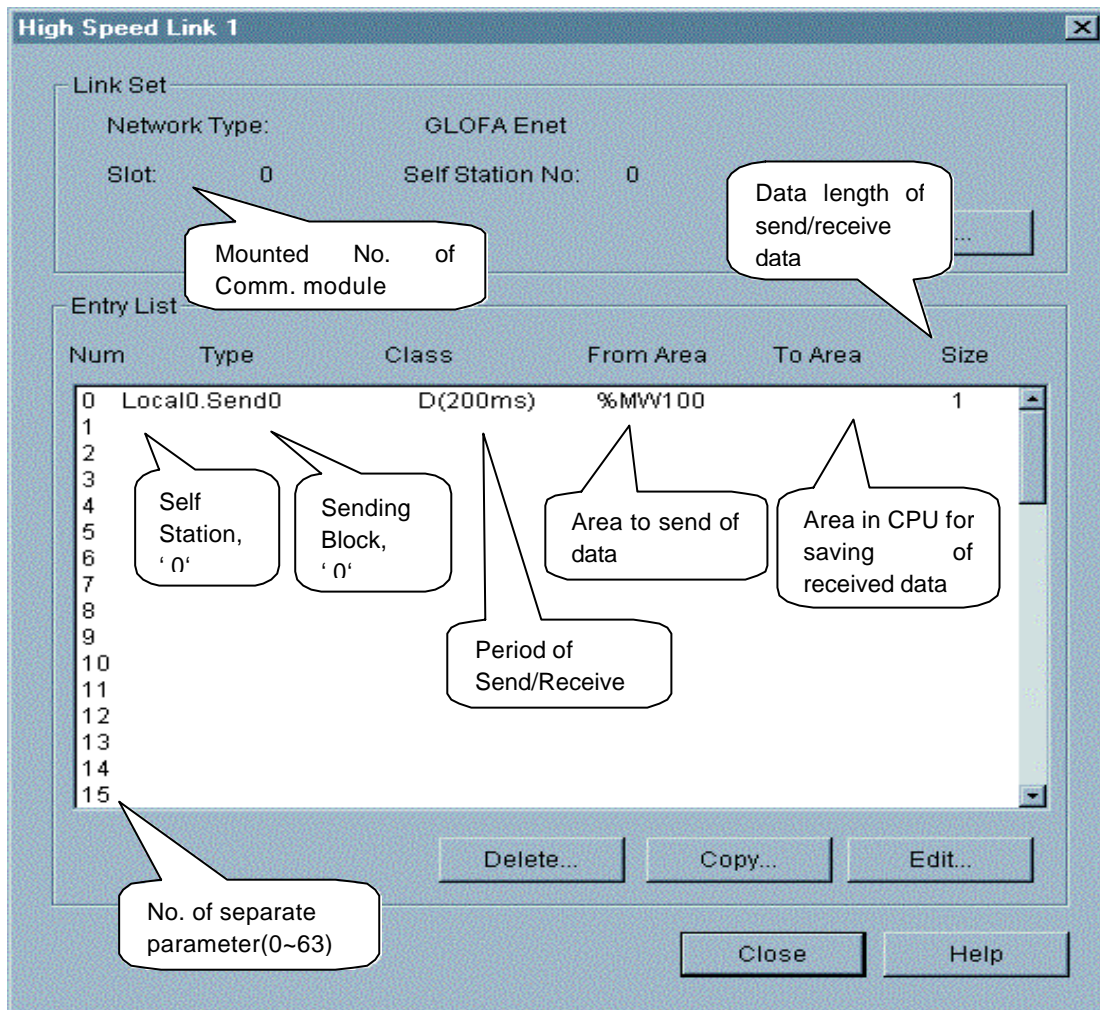 High Speed Link 1
Link Set
Network Type: GLOFA Enet
Slot: 0 Self Station No: 0
Data length of
send/receive
data
...
Mounted No. of
Comm. module
Entry List
Num Type Class From Area To Area Size
0 Local0.Send0 D(200ms) %MW100 1
1
2
3
4
5
6
7
8
9
10
11
12
13
14
15
Self
Station,
‘ 0‘
Sending
Block,
‘ 0‘
Area to send of
data
Area in CPU for
saving of
received data
Period of
Send/Receive
Delete... Copy... Edit...
No. of separate
parameter(0~63)
Close Help